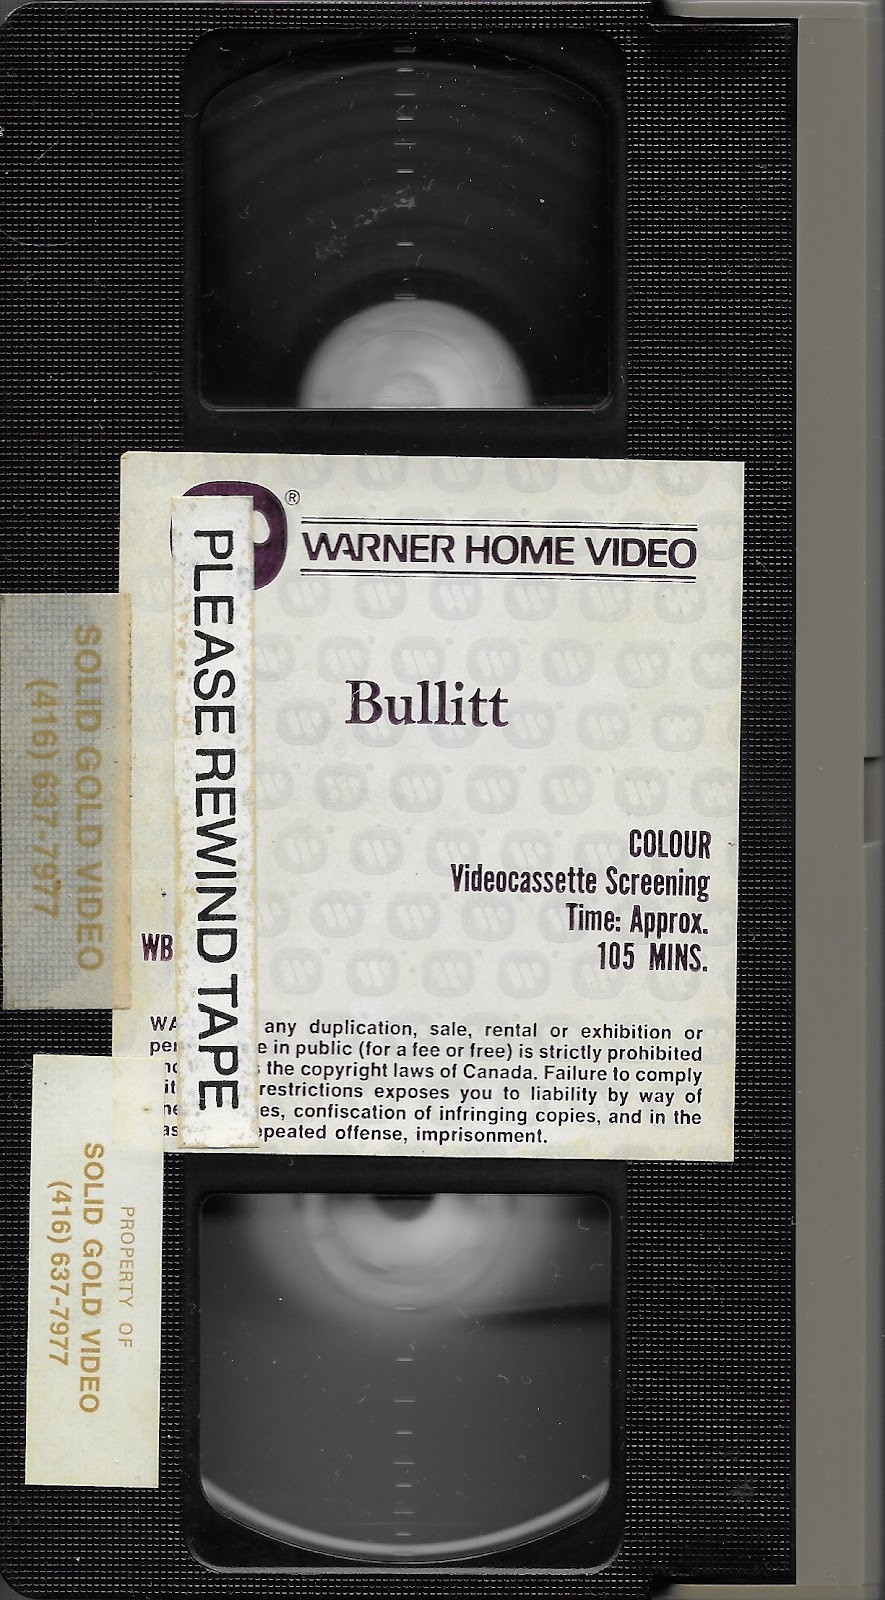 ®
WARNER HOME VIDEO
Bullitt
COLOUR
Videocassette Screening
Time: Approx.
105 MINS.
WB
WA any duplication, sale, rental or exhibition or
per e in public (for a fee or free) is strictly prohibited
the copyright laws of Canada. Failure to comply
restrictions exposes you to liability by way of
es, confiscation of infringing copies, and in the
epeated offense, imprisonment.
PLEASE REWIND TAPE
SOLID GOLD VIDEO
(416) 637-7977
PROPERTY OF
SOLID GOLD VIDEO
(416) 637-7977